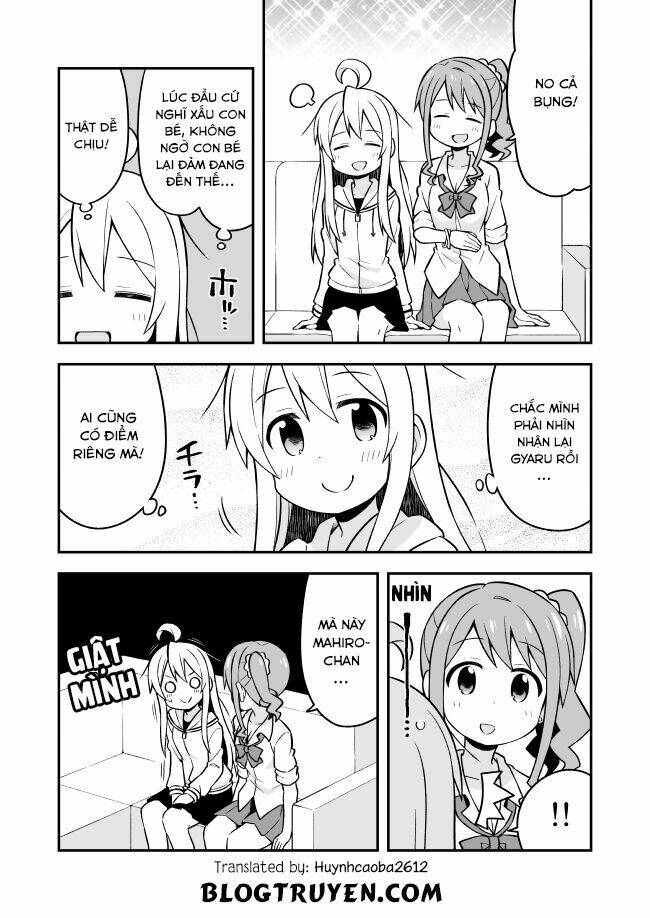 NO CẢ
BỤNG!
LÚC ĐẦU CỨ
NGHĨ XẤU CON
BÉ, KHÔNG
NGỜ CON BÉ
LẠI ĐẢM ĐANG
ĐẾN THẾ...
THẬT DỄ
CHỊU!
ホッ...
CHẮC MÌNH
PHẢI NHÌN
NHẬN LẠI
GYARU RỒI
...
チラ
AI CŨNG
CÓ ĐIỂM
RIÊNG MÀ!
NHÌN
...
!!
MÀ NÀY
MAHIRO-
CHAN
...
GIẬT
MÌNH
Translated by: Huynhcaoba2612
BLOGTRUYEN.COM